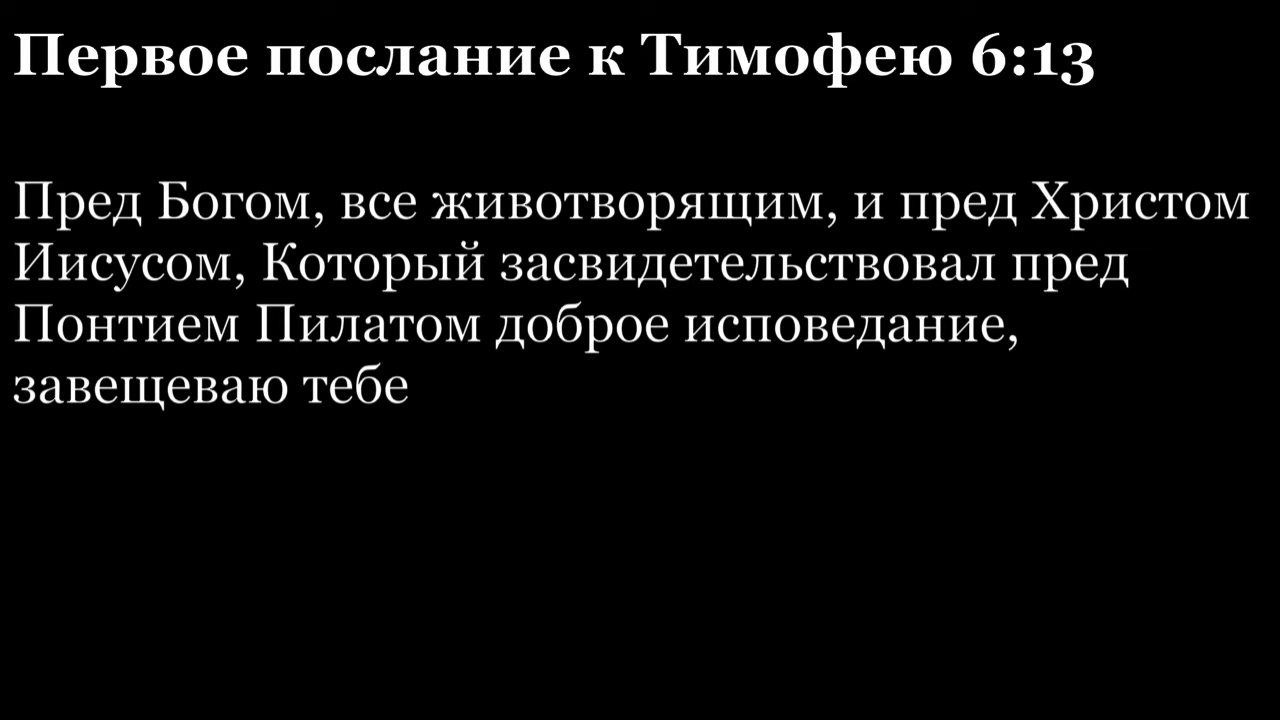 Первое послание к Тимофею 6:13
Пред Богом, все животворящим, и пред Христом
Иисусом, Который засвидетельствовал пред
Понтием Пилатом доброе исповедание,
завещеваю тебе